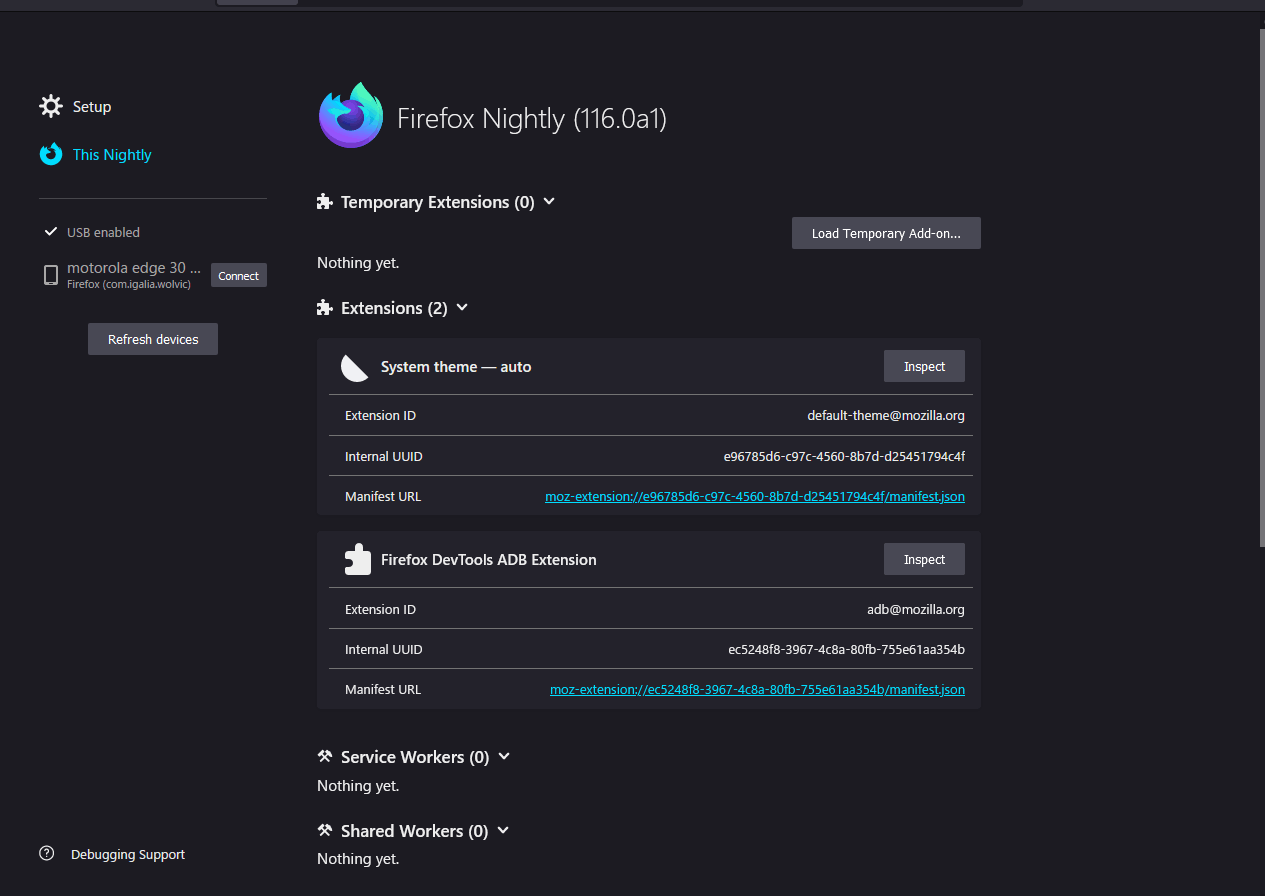 Setup
This Nightly
USB enabled
motorola edge 30 ...
Firefox (com.igalia.wolvic)
Connect
Refresh devices
Debugging Support
Firefox Nightly (116.0a1)
Temporary Extensions (0)
Load Temporary Add-on...
Nothing yet.
Extensions (2)
System theme — auto
Inspect
Extension ID default-theme@mozilla.org
Internal UUID e96785d6-c97c-4560-8b7d-d25451794c4f
Manifest URL moz-extension://e96785d6-c97c-4560-8b7d-d25451794c4f/manifest.json
Firefox DevTools ADB Extension
Inspect
Extension ID adb@mozilla.org
Internal UUID ec5248f8-3967-4c8a-80fb-755e61aa354b
Manifest URL moz-extension://ec5248f8-3967-4c8a-80fb-755e61aa354b/manifest.json
Service Workers (0)
Nothing yet.
Shared Workers (0)
Nothing yet.